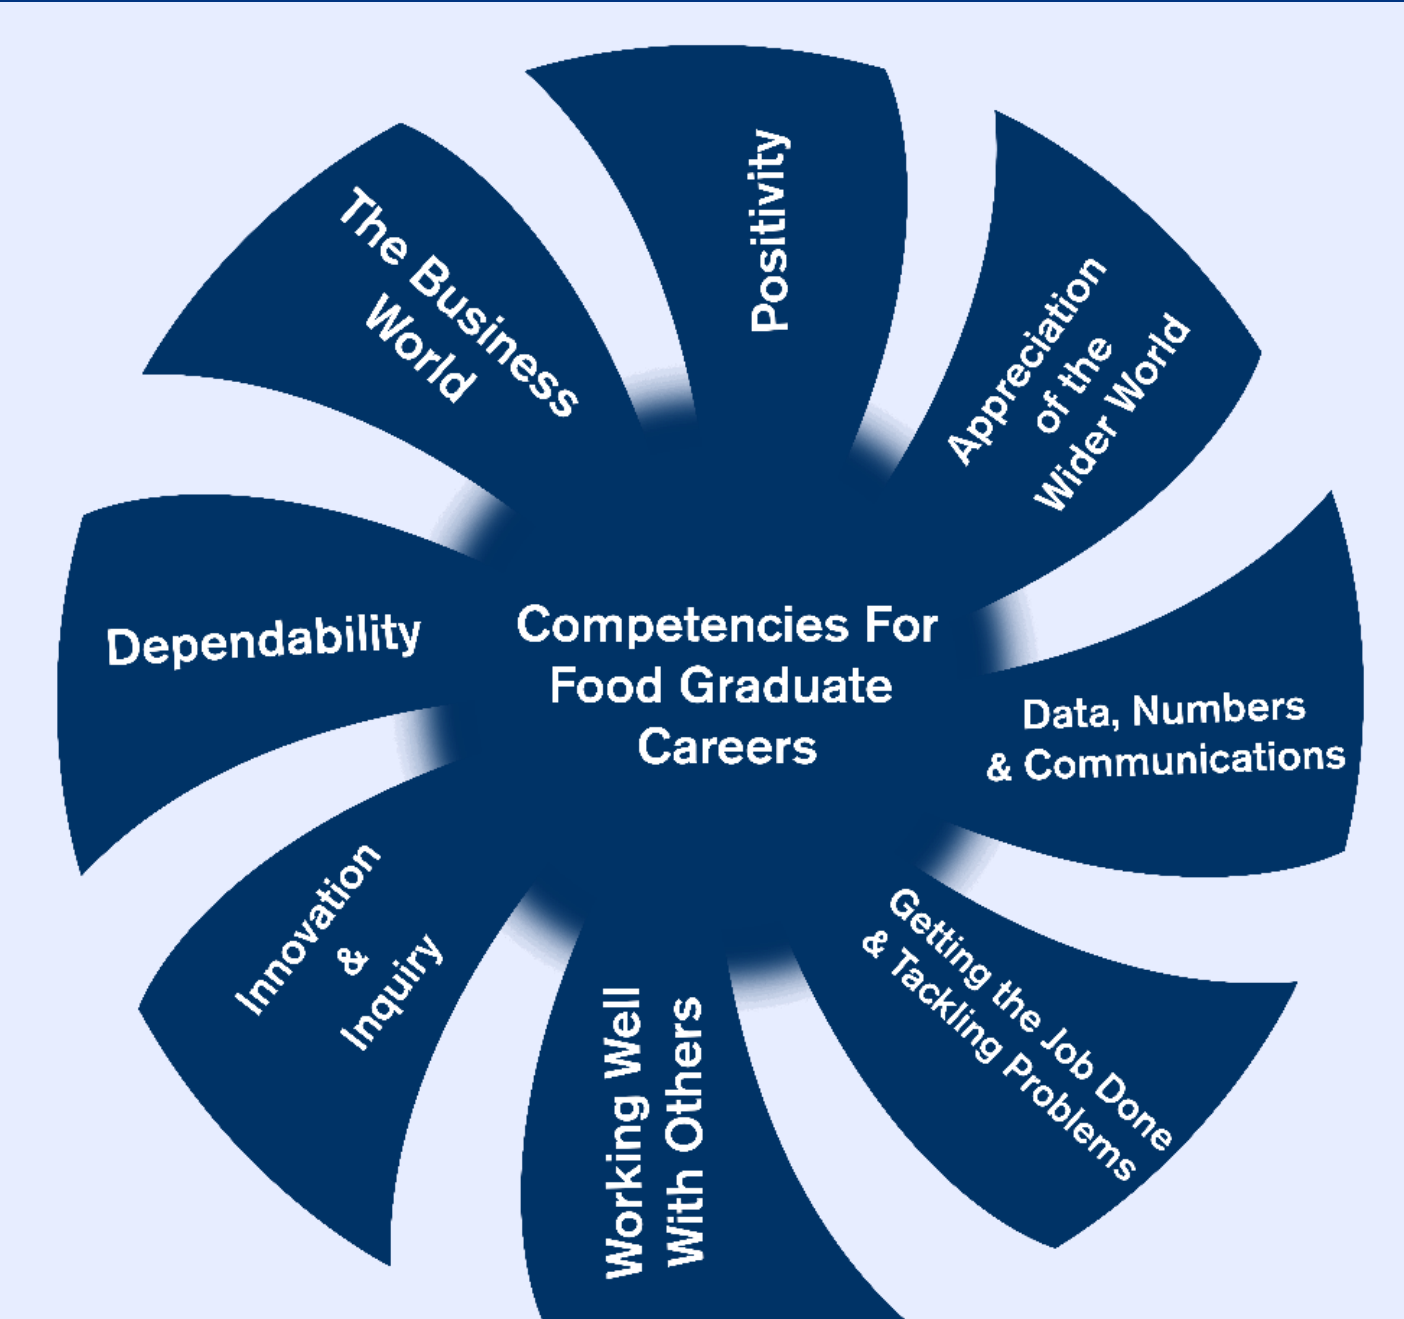 Competencies For
Food Graduate
Careers
Positivity
Appreciation
of the
Wider World
Data, Numbers
& Communications
Getting the Job Done
& Tackling Problems
Working Well
With Others
Innovation
&
Inquiry
Dependability
The Business
World